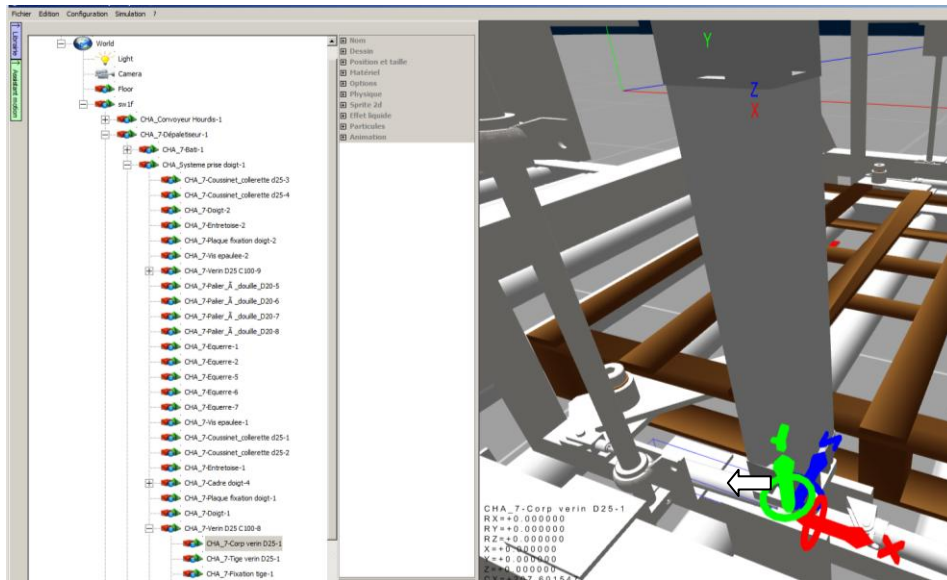 Fichier Edition Configuration Simulation ?
Librairie
Assistant motion
World
Light
Camera
Floor
sw1f
CHA_Convoyeur Hourdis-1
CHA_7-Dépaletiseur-1
CHA_7-Bati-1
CHA_Systeme prise doigt-1
CHA_7-Coussinet_collerette d25-3
CHA_7-Coussinet_collerette d25-4
CHA_7-Doigt-2
CHA_7-Entretoise-2
CHA_7-Plaque fixation doigt-2
CHA_7-Vis epaulee-2
CHA_7-Verin D25 C100-9
CHA_7-Palier_Ã _douille_D20-5
CHA_7-Palier_Ã _douille_D20-6
CHA_7-Palier_Ã _douille_D20-7
CHA_7-Palier_Ã _douille_D20-8
CHA_7-Equerre-1
CHA_7-Equerre-2
CHA_7-Equerre-5
CHA_7-Equerre-6
CHA_7-Equerre-7
CHA_7-Vis epaulee-1
CHA_7-Coussinet_collerette d25-1
CHA_7-Coussinet_collerette d25-2
CHA_7-Entretoise-1
CHA_7-Cadre doigt-4
CHA_7-Plaque fixation doigt-1
CHA_7-Doigt-1
CHA_7-Verin D25 C100-8
CHA_7-Corp verin D25-1
CHA_7-Tige verin D25-1
CHA_7-Fixation tige-1
Nom
Dessin
Position et taille
Matériel
Options
Physique
Sprite 2d
Effet liquide
Particules
Animation
Y
Z
X
CHA_7-Corp verin D25-1
RX=+0.000000
RY=+0.000000
RZ=+0.000000
X=+0.000000
Y=+0.000000
Z=+0.000000